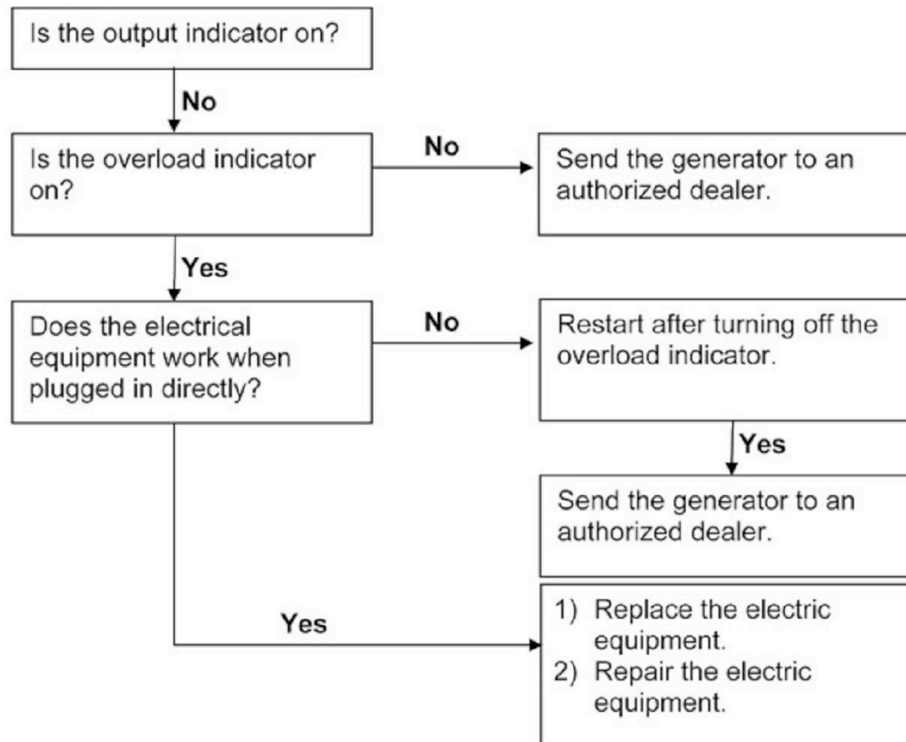 Is the output indicator on?
No
Is the overload indicator
on?
No
Send the generator to an
authorized dealer.
Yes
Does the electrical
equipment work when
plugged in directly?
No
Restart after turning off the
overload indicator.
Yes
Send the generator to an
authorized dealer.
Yes
1) Replace the electric
equipment.
2) Repair the electric
equipment.